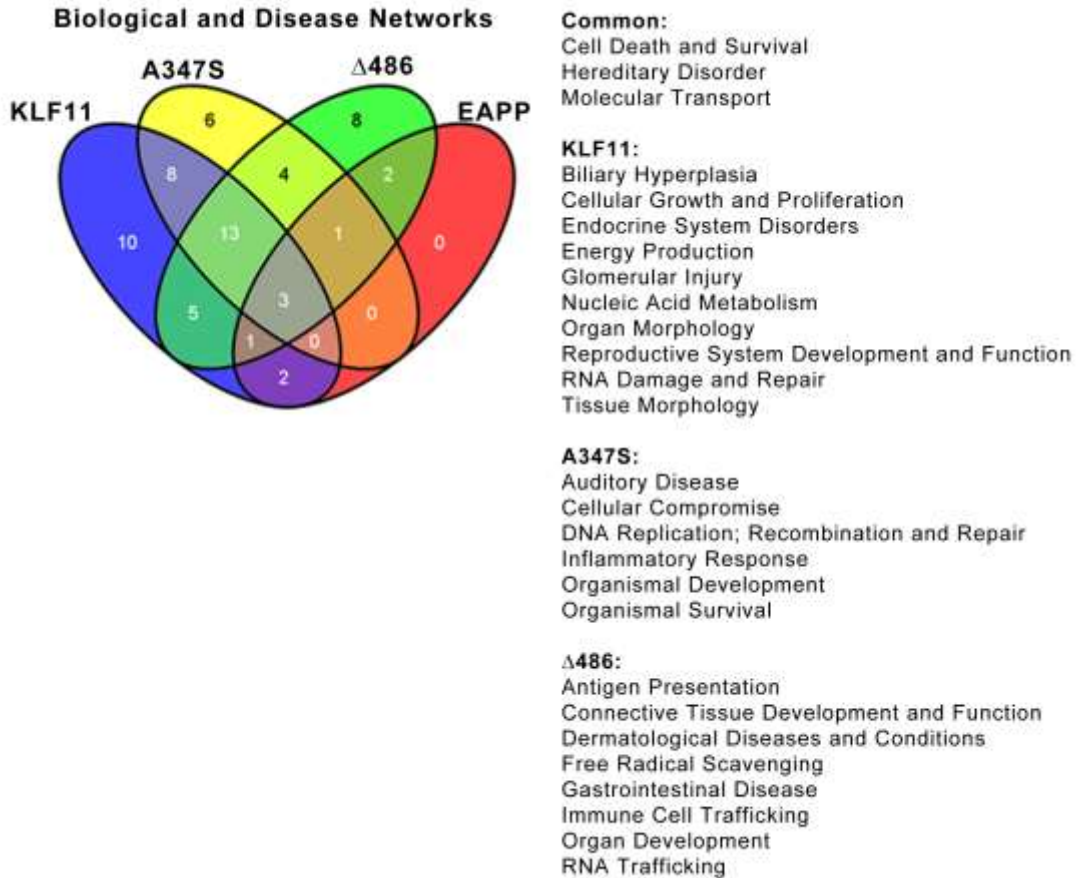 Biological and Disease Networks
A347S
Δ486
KLF11
EAPP
6
8
8
4
2
10
13
1
0
5
3
0
1
0
2
Common:
Cell Death and Survival
Hereditary Disorder
Molecular Transport
KLF11:
Biliary Hyperplasia
Cellular Growth and Proliferation
Endocrine System Disorders
Energy Production
Glomerular Injury
Nucleic Acid Metabolism
Organ Morphology
Reproductive System Development and Function
RNA Damage and Repair
Tissue Morphology
A347S:
Auditory Disease
Cellular Compromise
DNA Replication; Recombination and Repair
Inflammatory Response
Organismal Development
Organismal Survival
Δ486:
Antigen Presentation
Connective Tissue Development and Function
Dermatological Diseases and Conditions
Free Radical Scavenging
Gastrointestinal Disease
Immune Cell Trafficking
Organ Development
RNA Trafficking